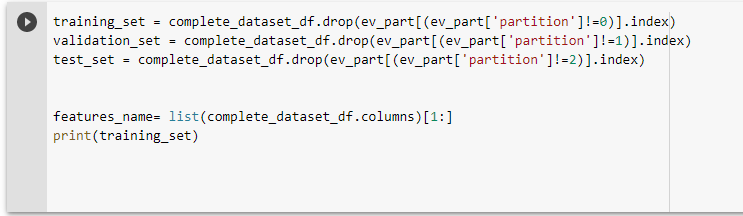 training_set = complete_dataset_df.drop(ev_part[(ev_part['partition']!=0)].index)
validation_set = complete_dataset_df.drop(ev_part[(ev_part['partition']!=1)].index)
test_set = complete_dataset_df.drop(ev_part[(ev_part['partition']!=2)].index)
features_name= list(complete_dataset_df.columns)[1:]
print(training_set)